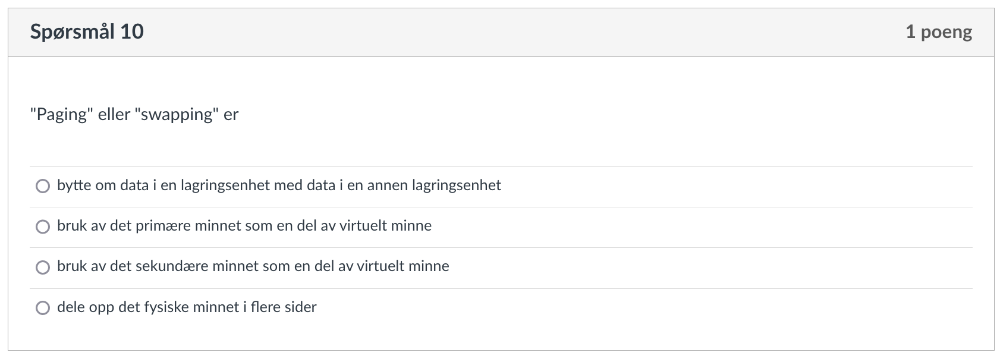 Spørsmål 10
1 poeng
"Paging" eller "swapping" er
bytte om data i en lagringsenhet med data i en annen lagringsenhet
bruk av det primære minnet som en del av virtuelt minne
bruk av det sekundære minnet som en del av virtuelt minne
dele opp det fysiske minnet i flere sider